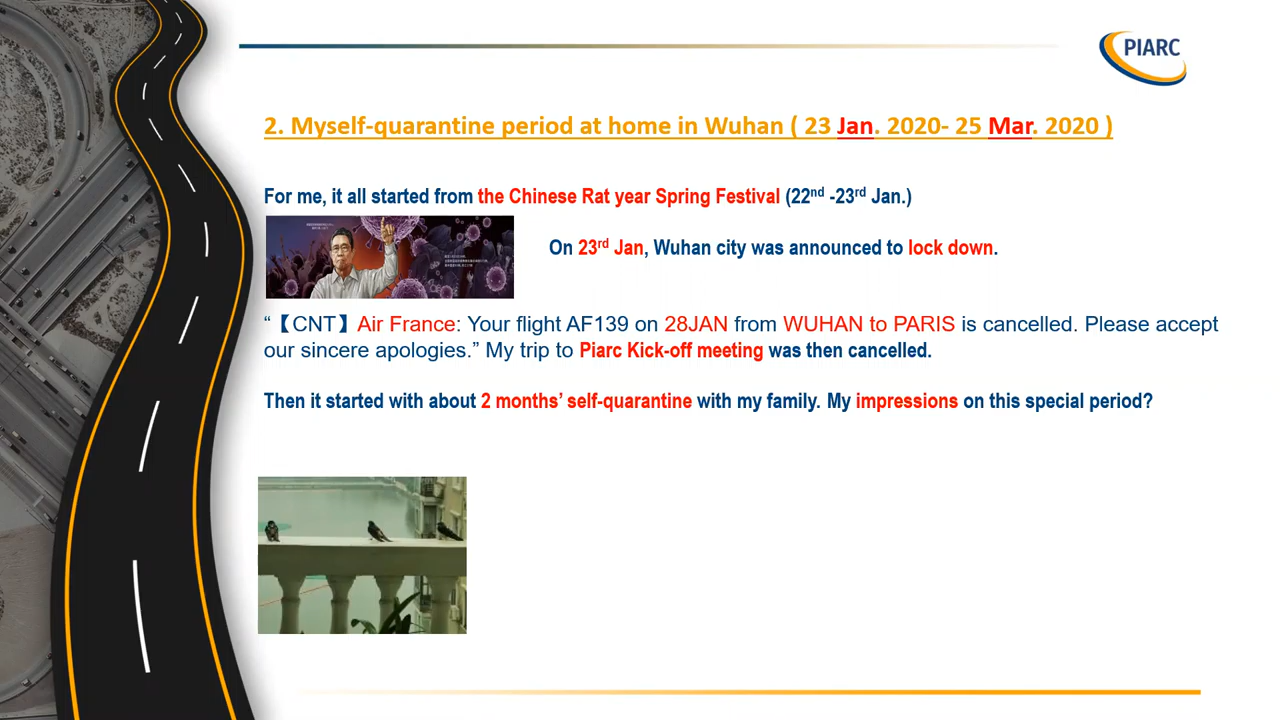 PIARC
2. Myself-quarantine period at home in Wuhan ( 23 Jan. 2020- 25 Mar. 2020 )
For me, it all started from the Chinese Rat year Spring Festival (22nd -23rd Jan.)
On 23rd Jan, Wuhan city was announced to lock down.
“【CNT】Air France: Your flight AF139 on 28JAN from WUHAN to PARIS is cancelled. Please accept
our sincere apologies.” My trip to Piarc Kick-off meeting was then cancelled.
Then it started with about 2 months’ self-quarantine with my family. My impressions on this special period?